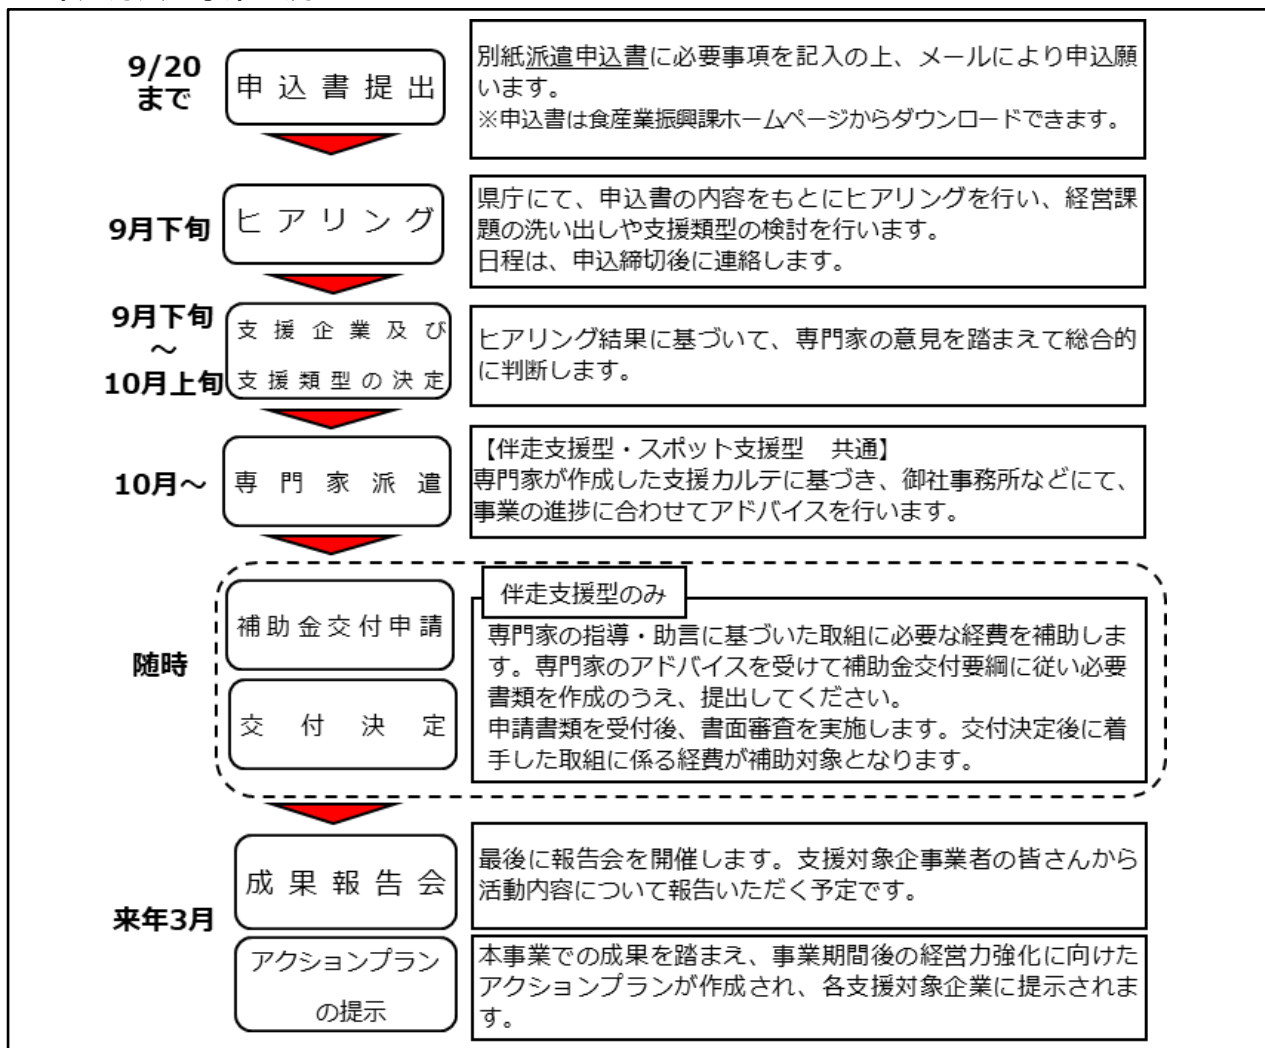 9/20
まで
申込書提出
別紙派遣申込書に必要事項を記入の上、メールにより申込願
います。
※申込書は食産業振興課ホームページからダウンロードできます。
9月下旬
ヒアリング
県庁にて、申込書の内容をもとにヒアリングを行い、経営課
題の洗い出しや支援類型の検討を行います。
日程は、申込締切後に連絡します。
9月下旬
～
10月上旬
支援企業及び
支援類型の決定
ヒアリング結果に基づいて、専門家の意見を踏まえて総合的
に判断します。
10月～
専門家派遣
【伴走支援型・スポット支援型　共通】
専門家が作成した支援カルテに基づき、御社事務所などにて、
事業の進捗に合わせてアドバイスを行います。
随時
補助金交付申請
交付決定
伴走支援型のみ
専門家の指導・助言に基づいた取組に必要な経費を補助しま
す。専門家のアドバイスを受けて補助金交付要綱に従い必要
書類を作成のうえ、提出してください。
申請書類を受付後、書面審査を実施します。交付決定後に着
手した取組に係る経費が補助対象となります。
来年3月
成果報告会
最後に報告会を開催します。支援対象企事業者の皆さんから
活動内容について報告いただく予定です。
アクションプラン
の提示
本事業での成果を踏まえ、事業期間後の経営力強化に向けた
アクションプランが作成され、各支援対象企業に提示されま
す。